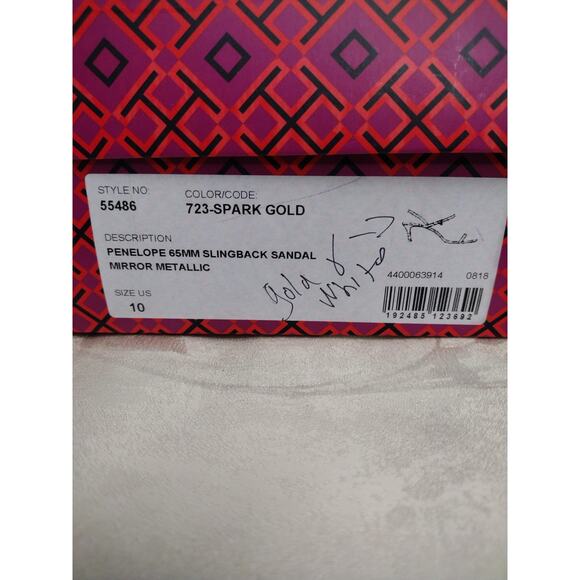 STYLE NO: COLOR/CODE:
55486 723-SPARK GOLD
DESCRIPTION
PENELOPE 65MM SLINGBACK SANDAL
MIRROR METALLIC
gold &
white
SIZE US
10
4400063914 0818
192485 123692